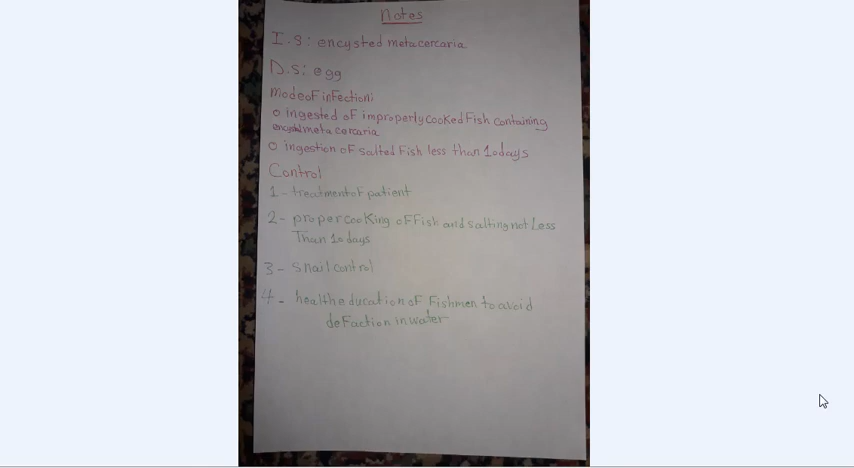 Notes
I.S: encysted metacercaria
D.S: egg
mode of infection:
o ingested of improperly cooked Fish containing
encysted metacercaria
o ingestion of salted Fish less than 10 days
Control
1- treatment of patient
2- proper cooking of Fish and salting not Less
Than 10 days
3- Snail control
4- health education of Fishmen to avoid
deFaction in water